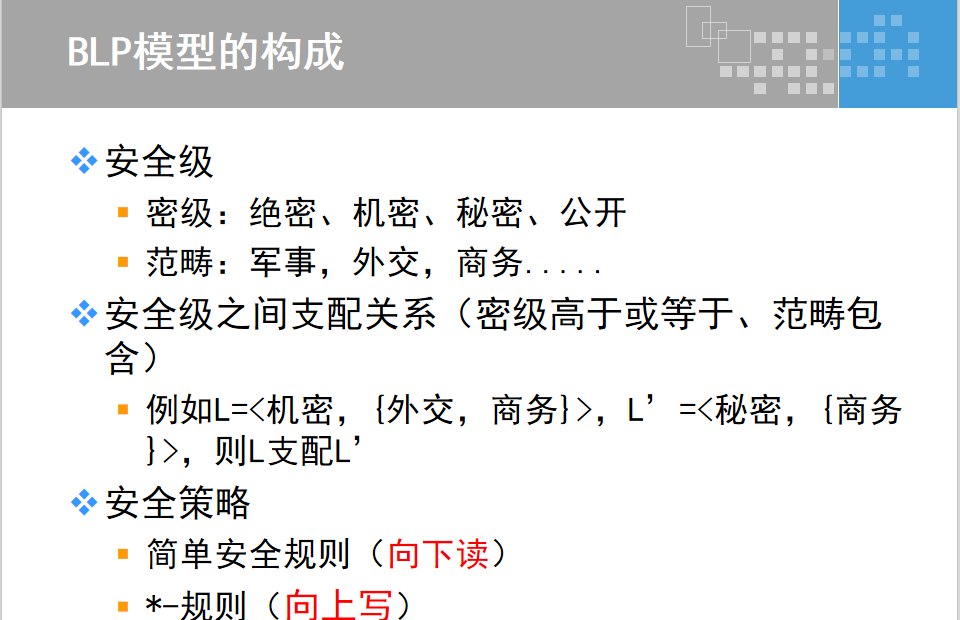 BLP模型的构成
安全级
密级：绝密、机密、秘密、公开
范畴：军事，外交，商务.....
安全级之间支配关系（密级高于或等于、范畴包
含）
例如L=<机密，{外交，商务}>，L’=<秘密，{商务
}>，则L支配L’
安全策略
简单安全规则（向下读）
*-规则（向上写）